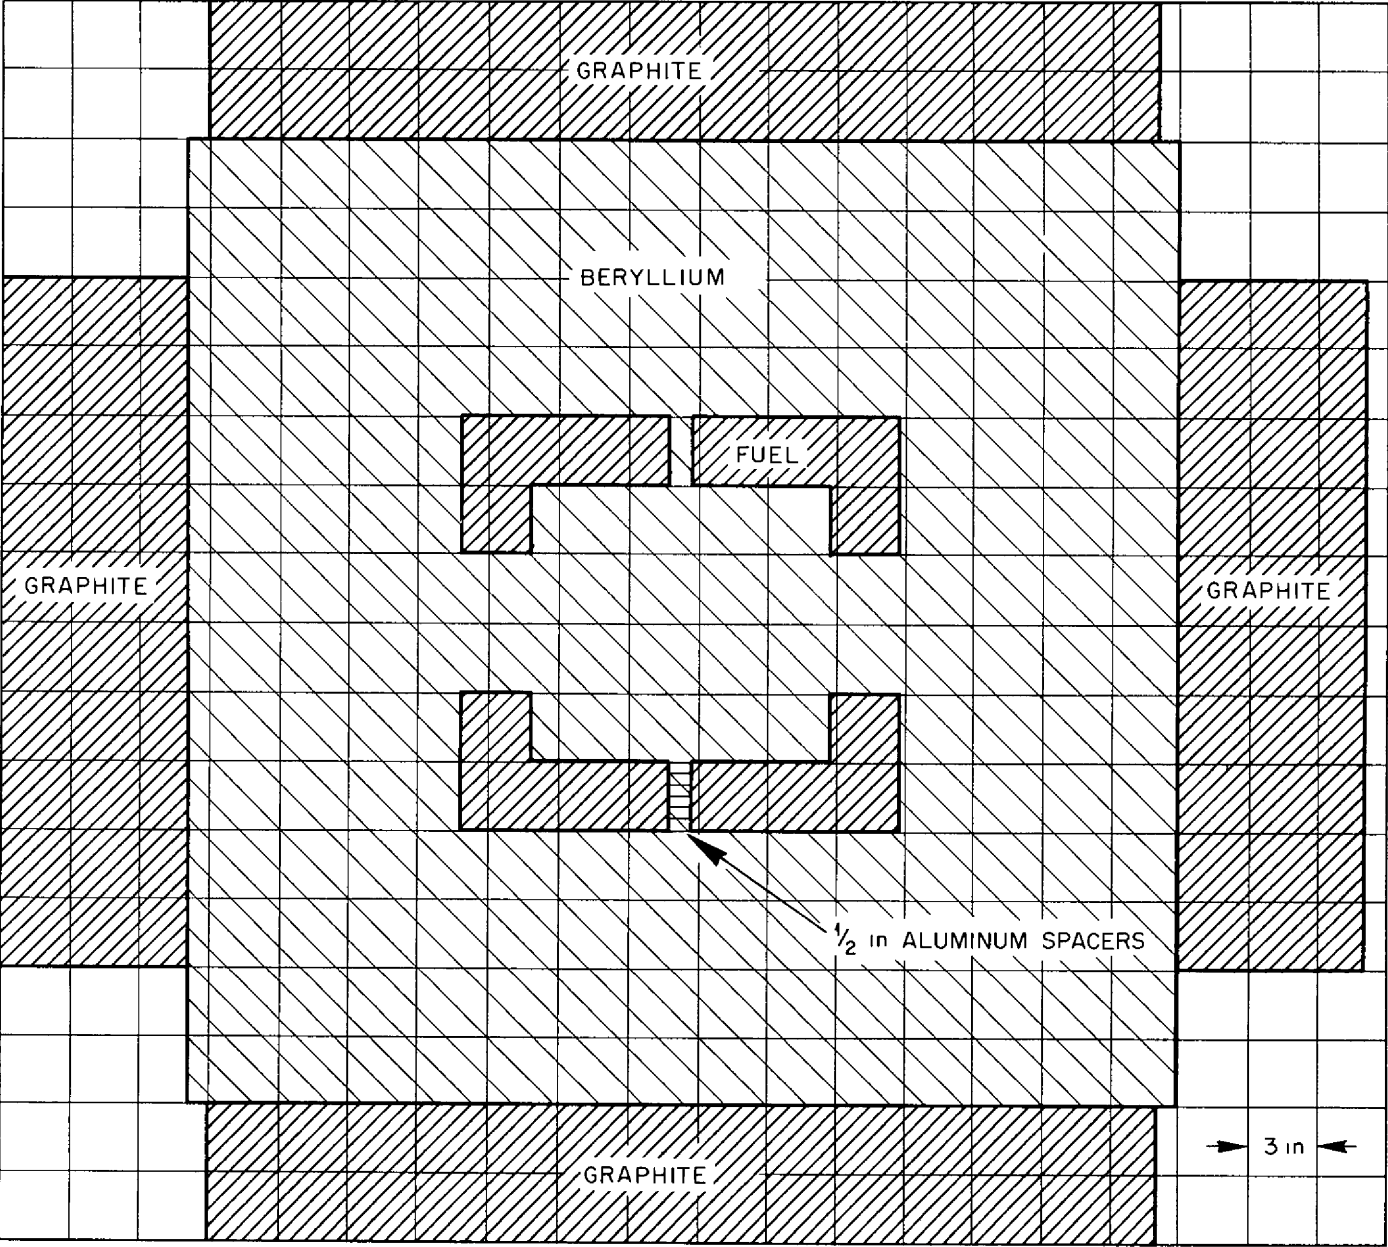 GRAPHITE
BERYLLIUM
FUEL
GRAPHITE
GRAPHITE
1/2 in ALUMINUM SPACERS
3 in
GRAPHITE